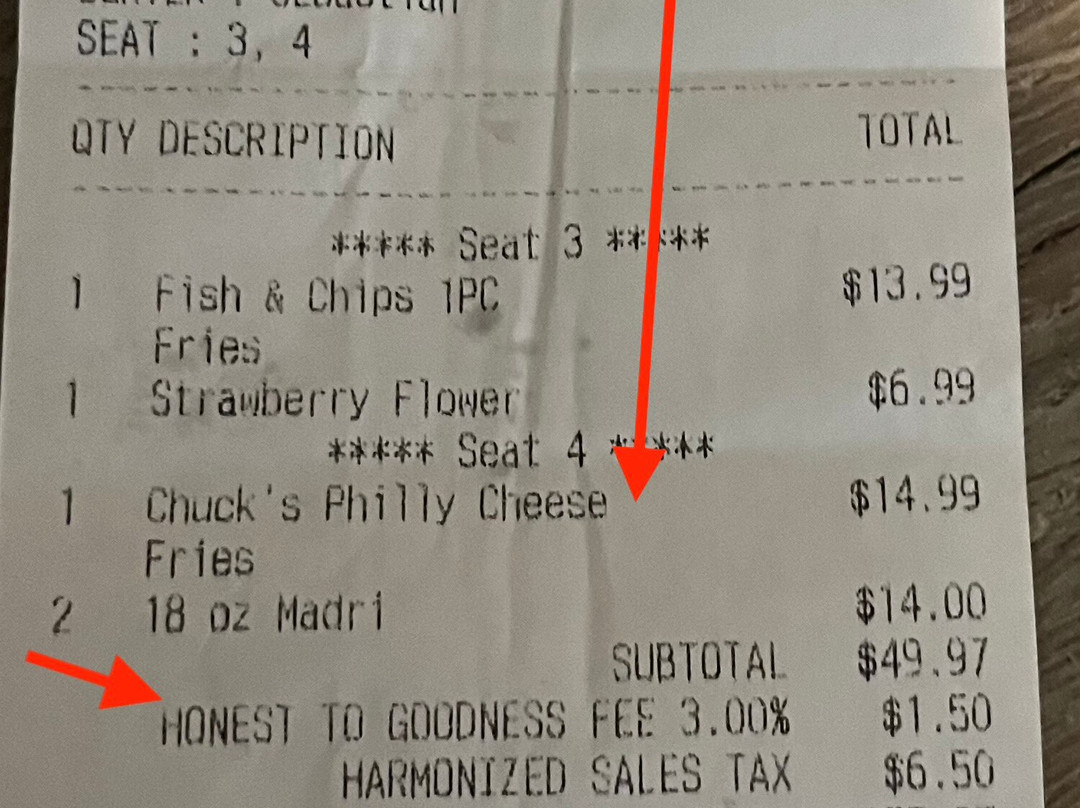 SEAT : 3, 4
QTY DESCRIPTION TOTAL
***** Seat 3 *****
1 Fish & Chips 1PC $13.99
Fries
1 Strawberry Flower $6.99
***** Seat 4 *****
1 Chuck's Philly Cheese $14.99
Fries
2 18 oz Madri $14.00
SUBTOTAL $49.97
HONEST TO GOODNESS FEE 3.00% $1.50
HARMONIZED SALES TAX $6.50